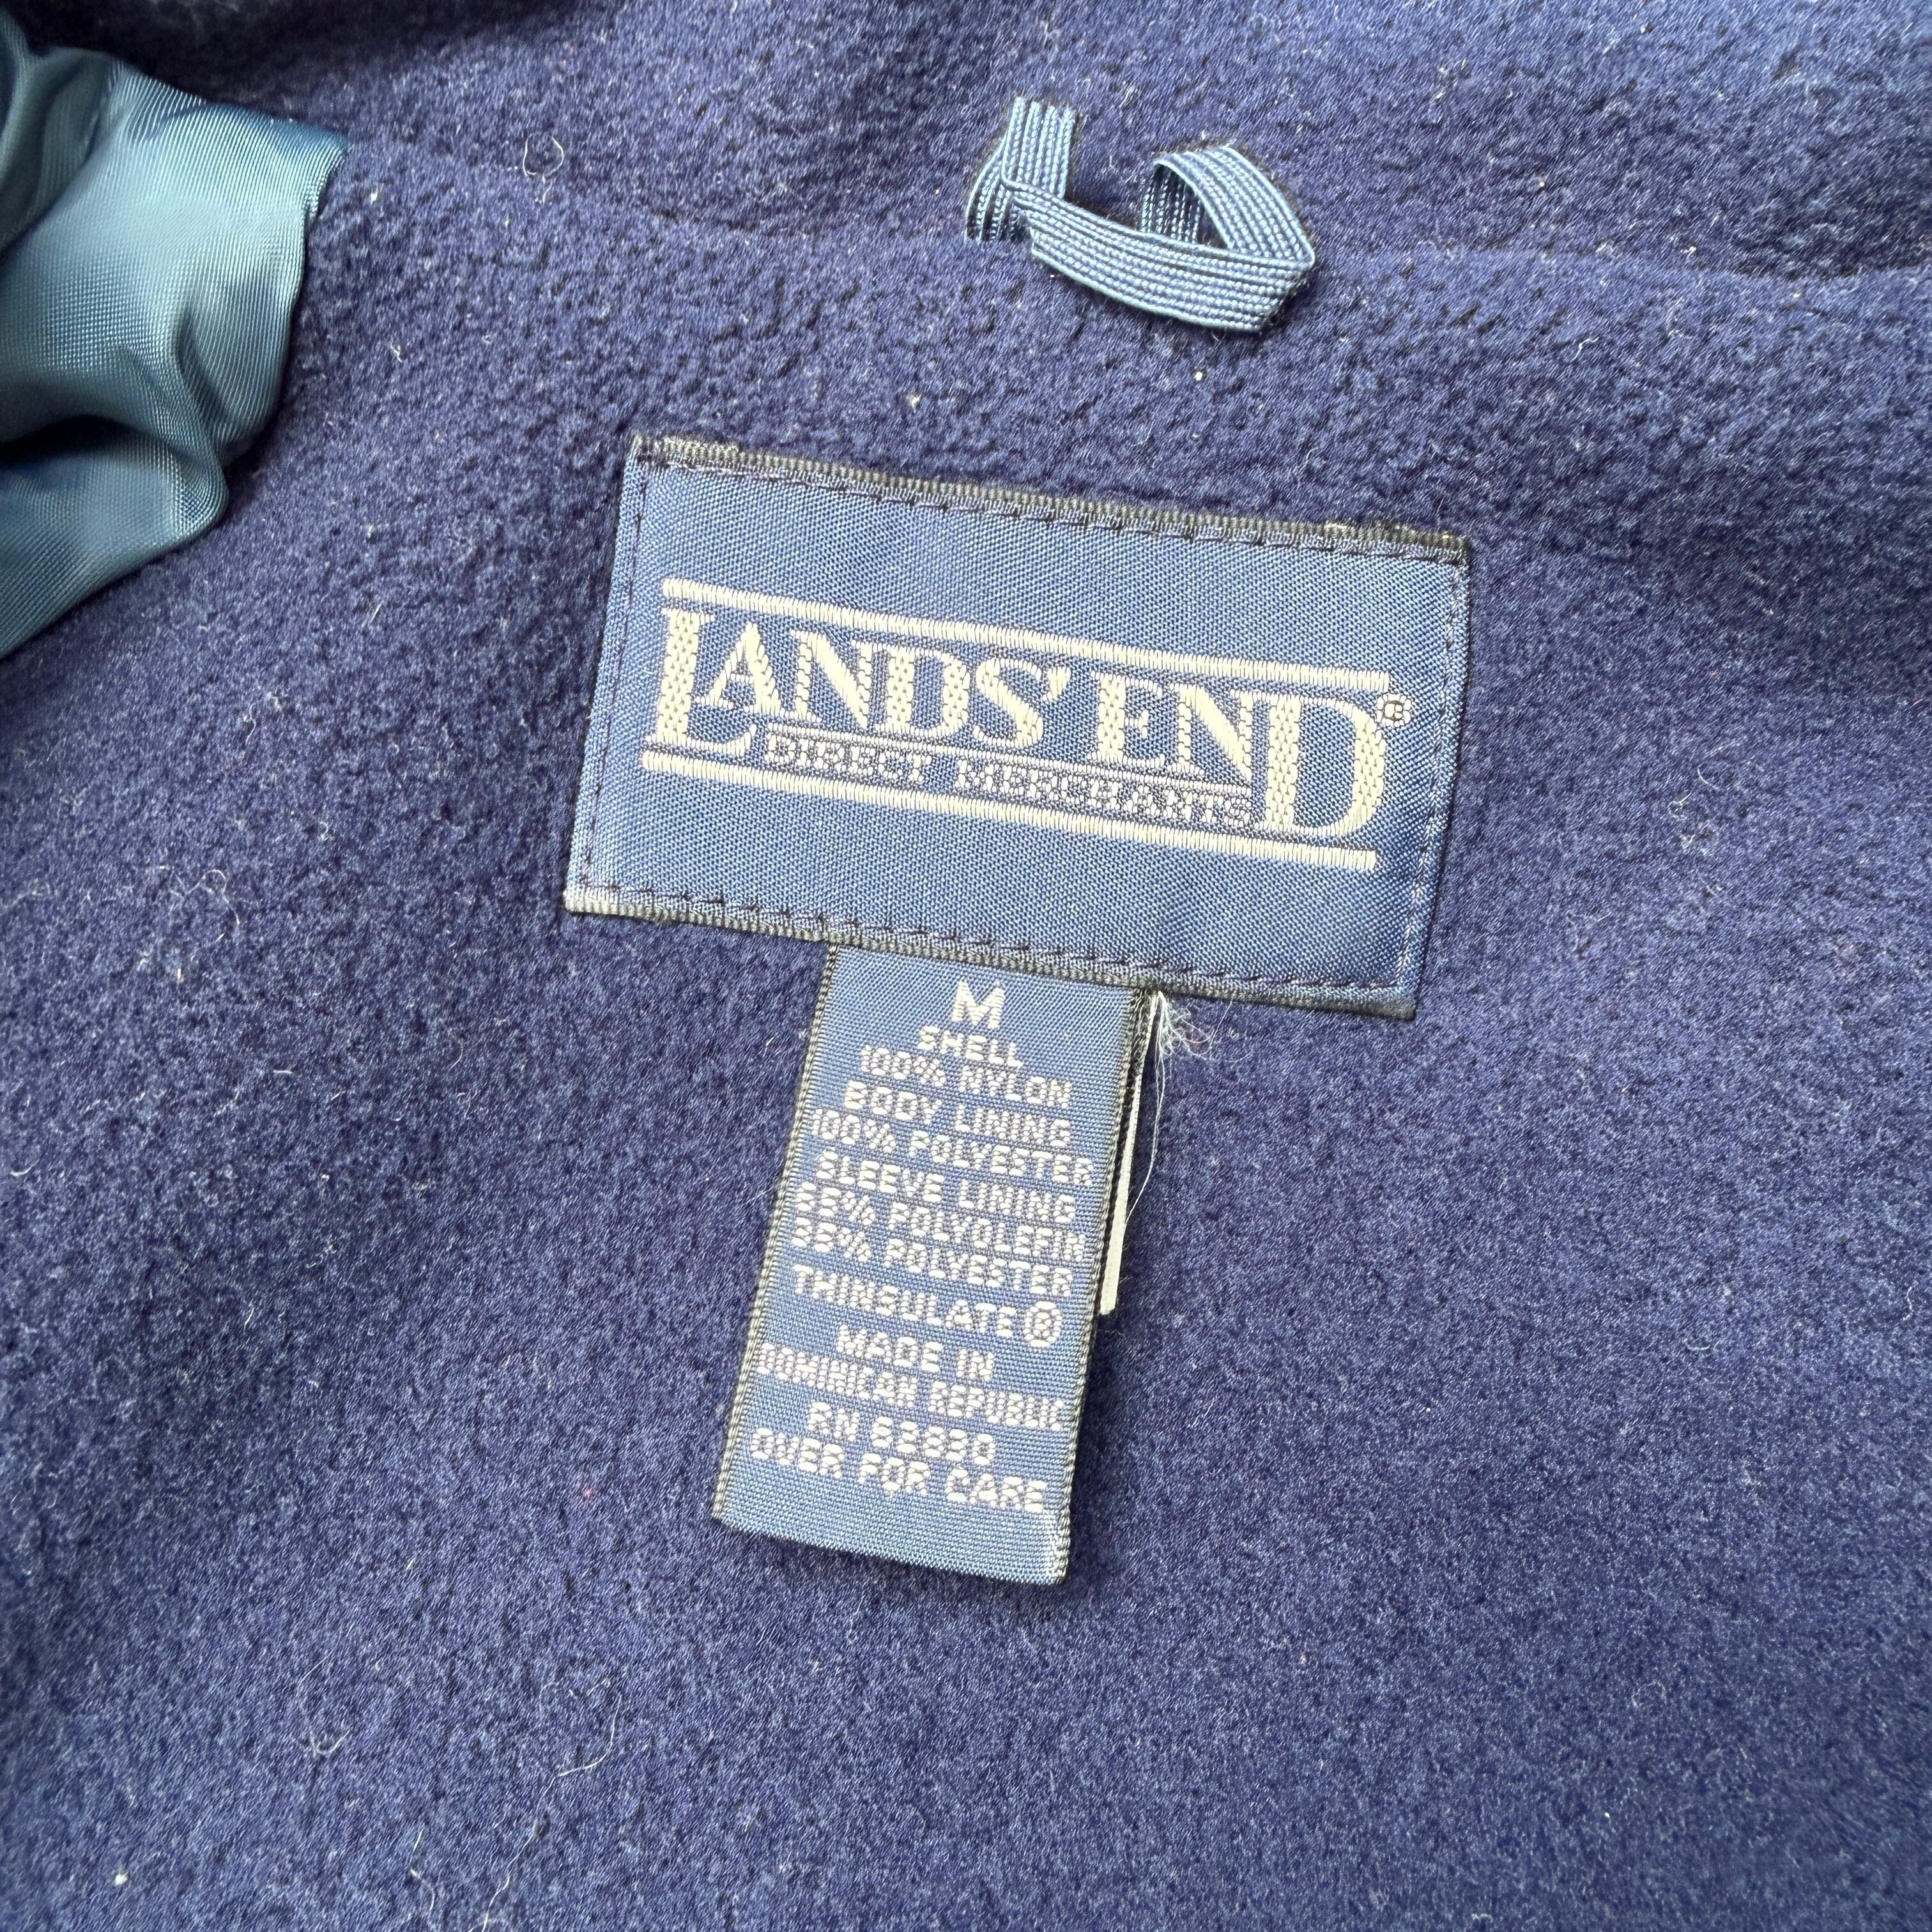 LANDS' END®
DIRECT MERCHANTS
M
SHELL
100% NYLON
BODY LINING
100% POLYESTER
SLEEVE LINING
65% POLYOLEFIN
35% POLYESTER
THINSULATE®
MADE IN
DOMINICAN REPUBLIC
RN 63820
OVER FOR CARE